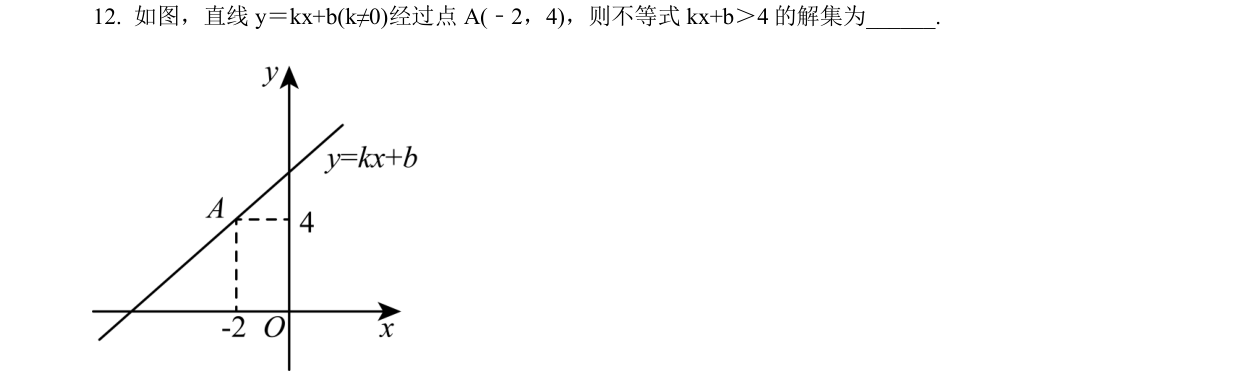 12. 如图，直线 y＝kx+b(k≠0)经过点 A(﹣2，4)，则不等式 kx+b＞4 的解集为______.
y
y=kx+b
A
4
-2 O
x